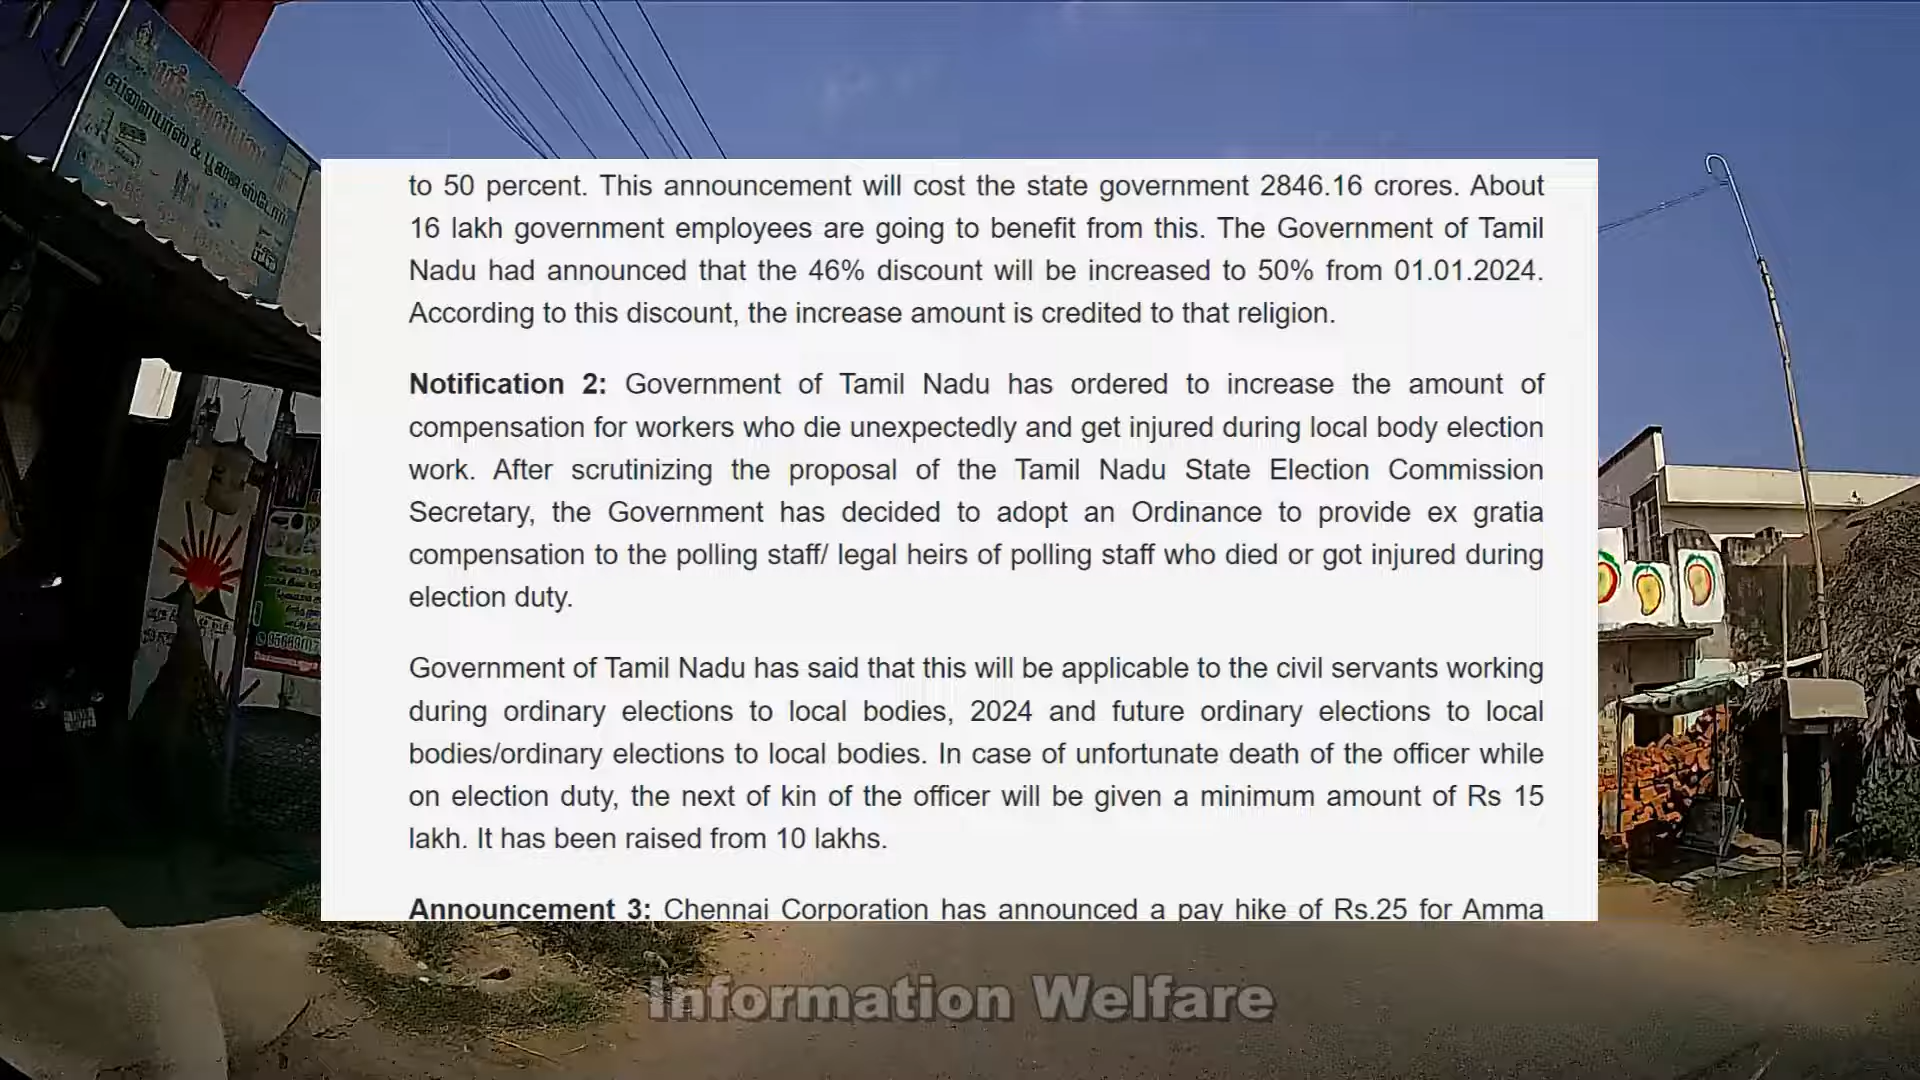 சப்ளையர்ஸ் & பூஜை ஸ்டோர்
to 50 percent. This announcement will cost the state government 2846.16 crores. About
16 lakh government employees are going to benefit from this. The Government of Tamil
Nadu had announced that the 46% discount will be increased to 50% from 01.01.2024.
According to this discount, the increase amount is credited to that religion.
Notification 2: Government of Tamil Nadu has ordered to increase the amount of
compensation for workers who die unexpectedly and get injured during local body election
work. After scrutinizing the proposal of the Tamil Nadu State Election Commission
Secretary, the Government has decided to adopt an Ordinance to provide ex gratia
compensation to the polling staff/ legal heirs of polling staff who died or got injured during
election duty.
Government of Tamil Nadu has said that this will be applicable to the civil servants working
during ordinary elections to local bodies, 2024 and future ordinary elections to local
bodies/ordinary elections to local bodies. In case of unfortunate death of the officer while
on election duty, the next of kin of the officer will be given a minimum amount of Rs 15
lakh. It has been raised from 10 lakhs.
Announcement 3: Chennai Corporation has announced a pay hike of Rs.25 for Amma
Information Welfare